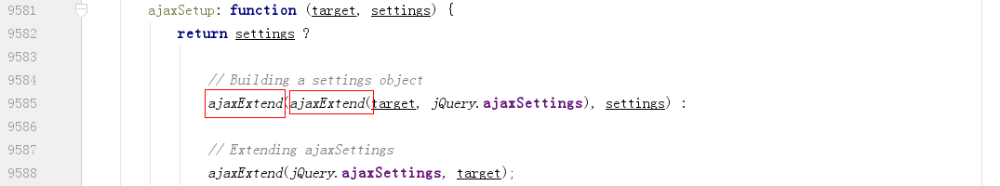 9581 ajaxSetup: function (target, settings) {
9582 return settings ?
9583
9584 // Building a settings object
9585 ajaxExtend(ajaxExtend(target, jQuery.ajaxSettings), settings) :
9586
9587 // Extending ajaxSettings
9588 ajaxExtend(jQuery.ajaxSettings, target);